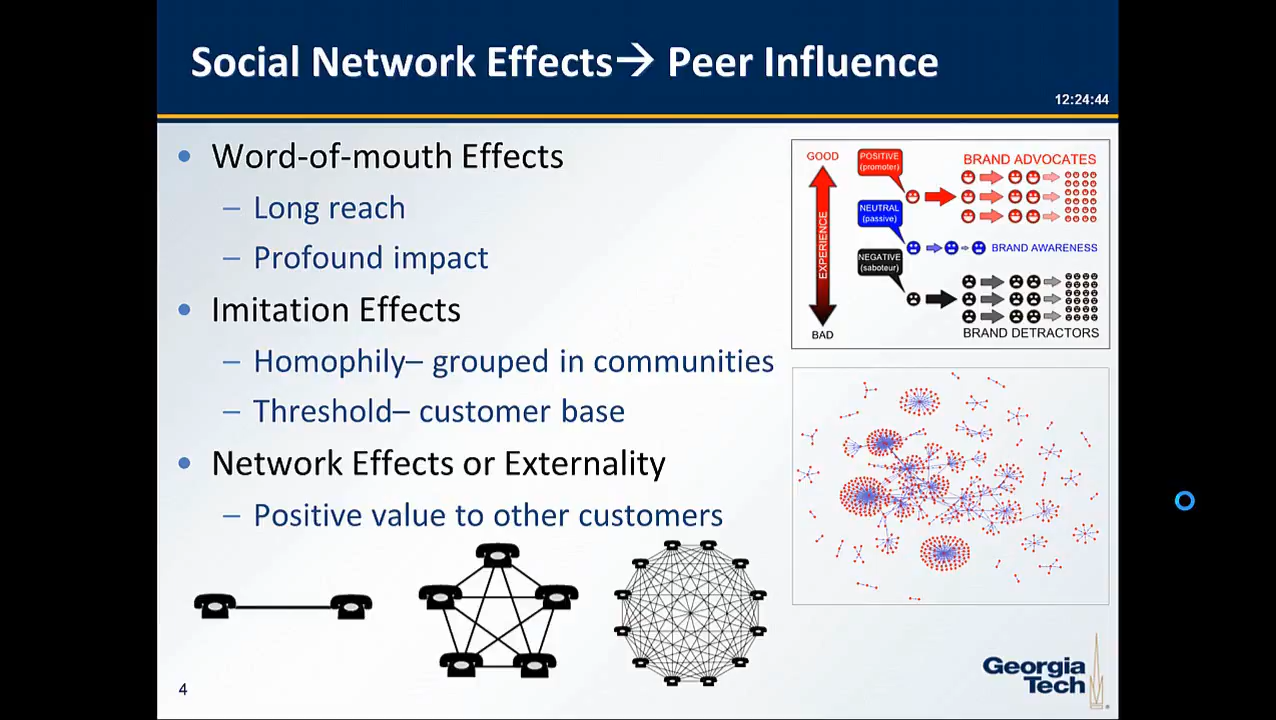 Social Network Effects→ Peer Influence
12:24:44
• Word-of-mouth Effects
– Long reach
– Profound impact
• Imitation Effects
– Homophily– grouped in communities
– Threshold– customer base
• Network Effects or Externality
– Positive value to other customers
GOOD
EXPERIENCE
BAD
POSITIVE
(promoter)
BRAND ADVOCATES
NEUTRAL
(passive)
BRAND AWARENESS
NEGATIVE
(saboteur)
BRAND DETRACTORS
4
Georgia
Tech